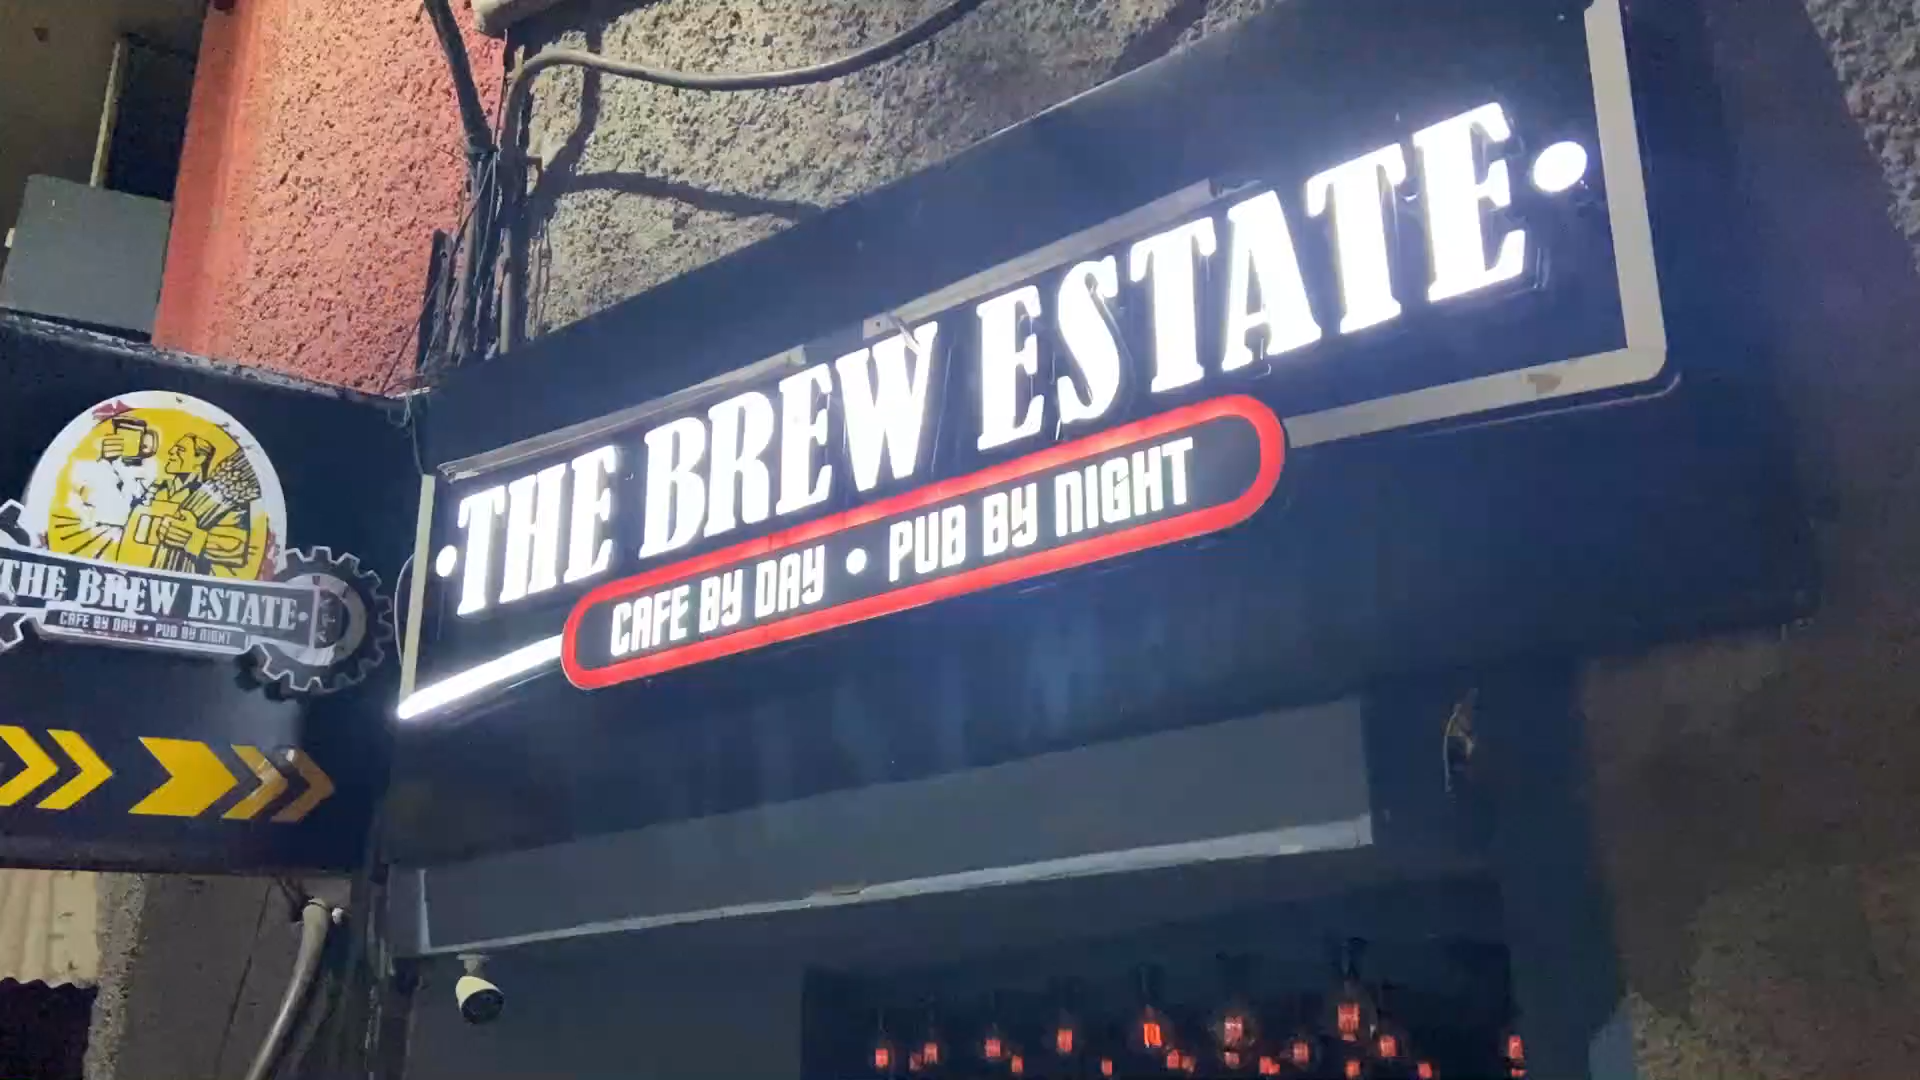 •THE BREW ESTATE•
CAFE BY DAY • PUB BY NIGHT
THE BREW ESTATE•
CAFE BY DAY • PUB BY NIGHT